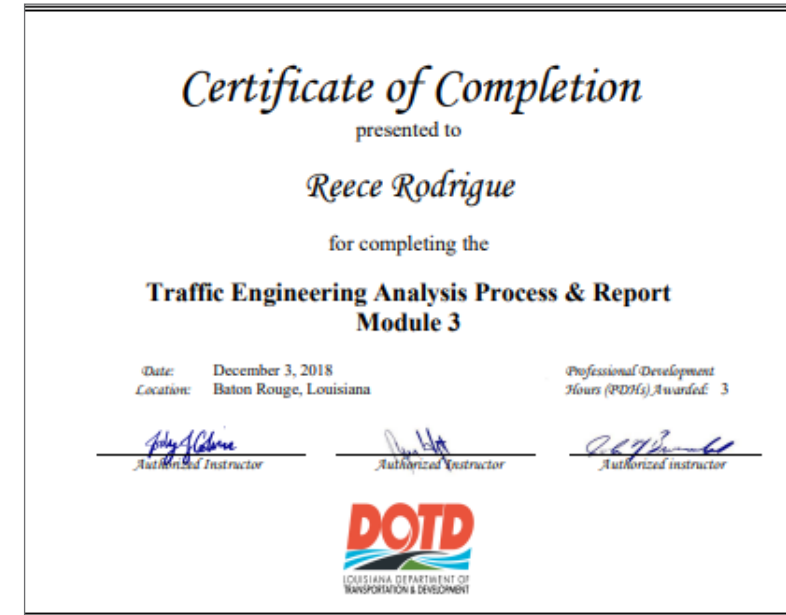 Certificate of Completion
presented to
Reece Rodrigue
for completing the
Traffic Engineering Analysis Process & Report
Module 3
Date: December 3, 2018
Location: Baton Rouge, Louisiana
Professional Development
Hours (PDHs) Awarded: 3
Authorized Instructor
Authorized Instructor
Authorized instructor
DOTD
LOUISIANA DEPARTMENT OF
TRANSPORTATION & DEVELOPMENT